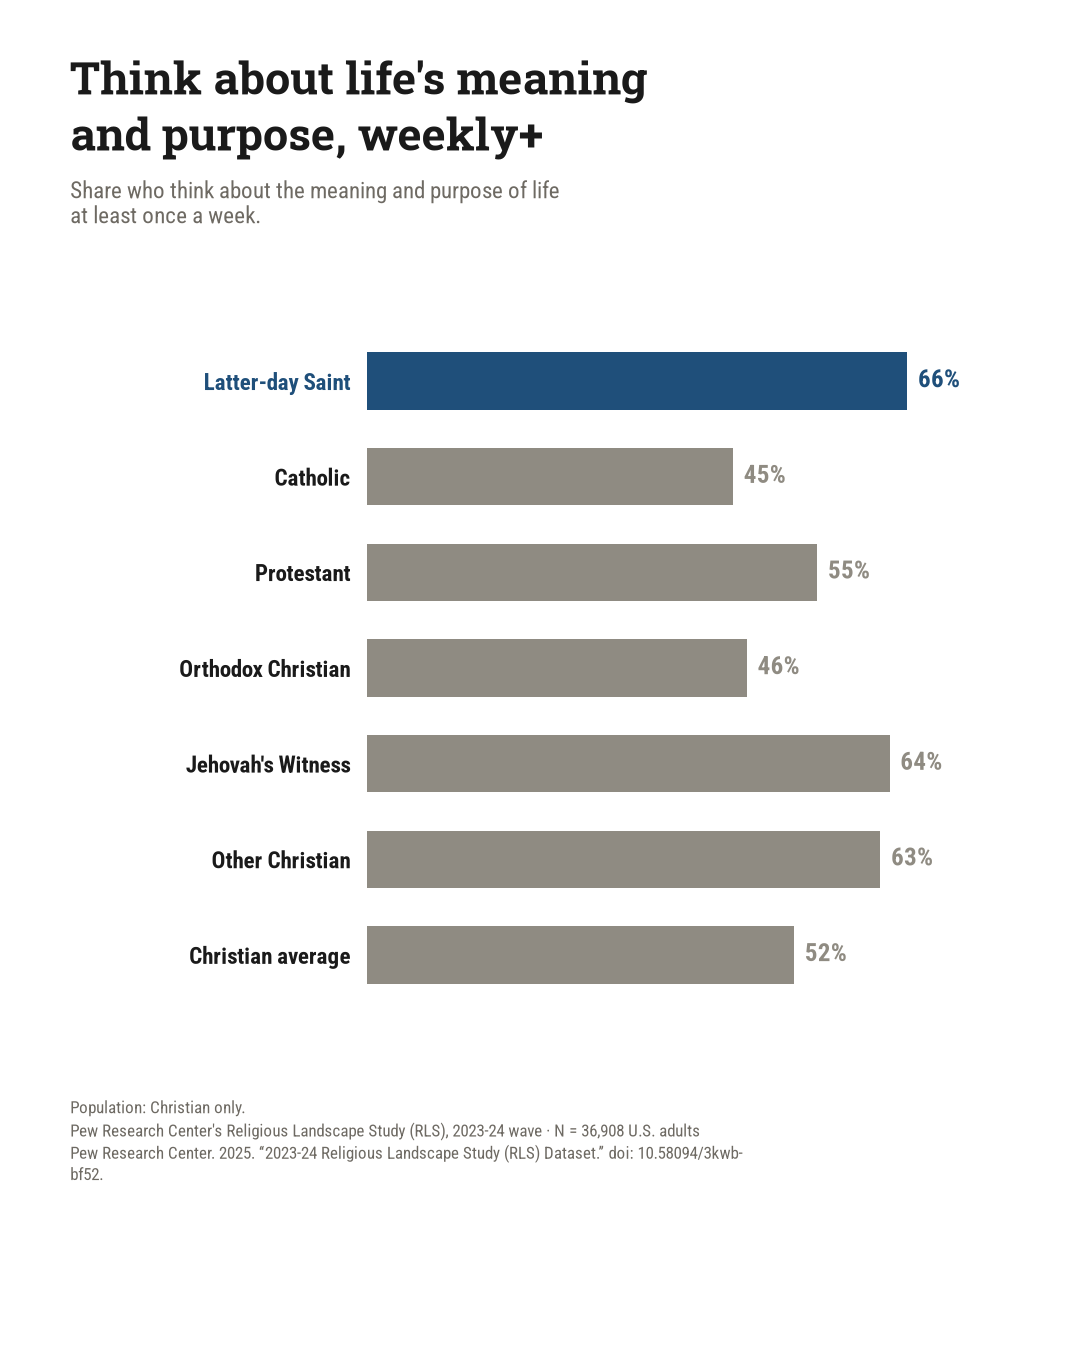 Think about life's meaning
and purpose, weekly+
Share who think about the meaning and purpose of life
at least once a week.
Latter-day Saint 66%
Catholic 45%
Protestant 55%
Orthodox Christian 46%
Jehovah's Witness 64%
Other Christian 63%
Christian average 52%
Population: Christian only.
Pew Research Center's Religious Landscape Study (RLS), 2023-24 wave · N = 36,908 U.S. adults
Pew Research Center. 2025. “2023-24 Religious Landscape Study (RLS) Dataset.” doi: 10.58094/3kwb-
bf52.